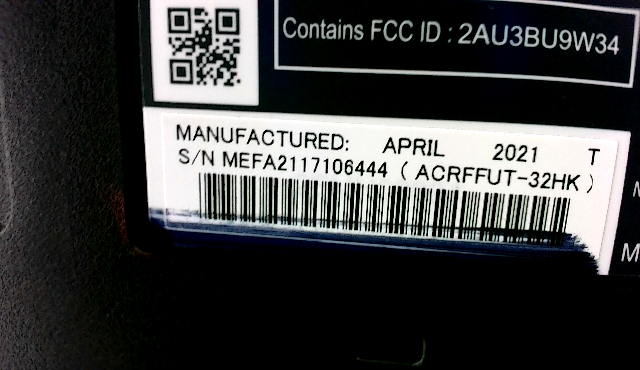 Contains FCC ID : 2AU3BU9W34
MANUFACTURED: APRIL 2021 T
S/N MEFA2117106444 ( ACRFFUT-32HK )
M
M